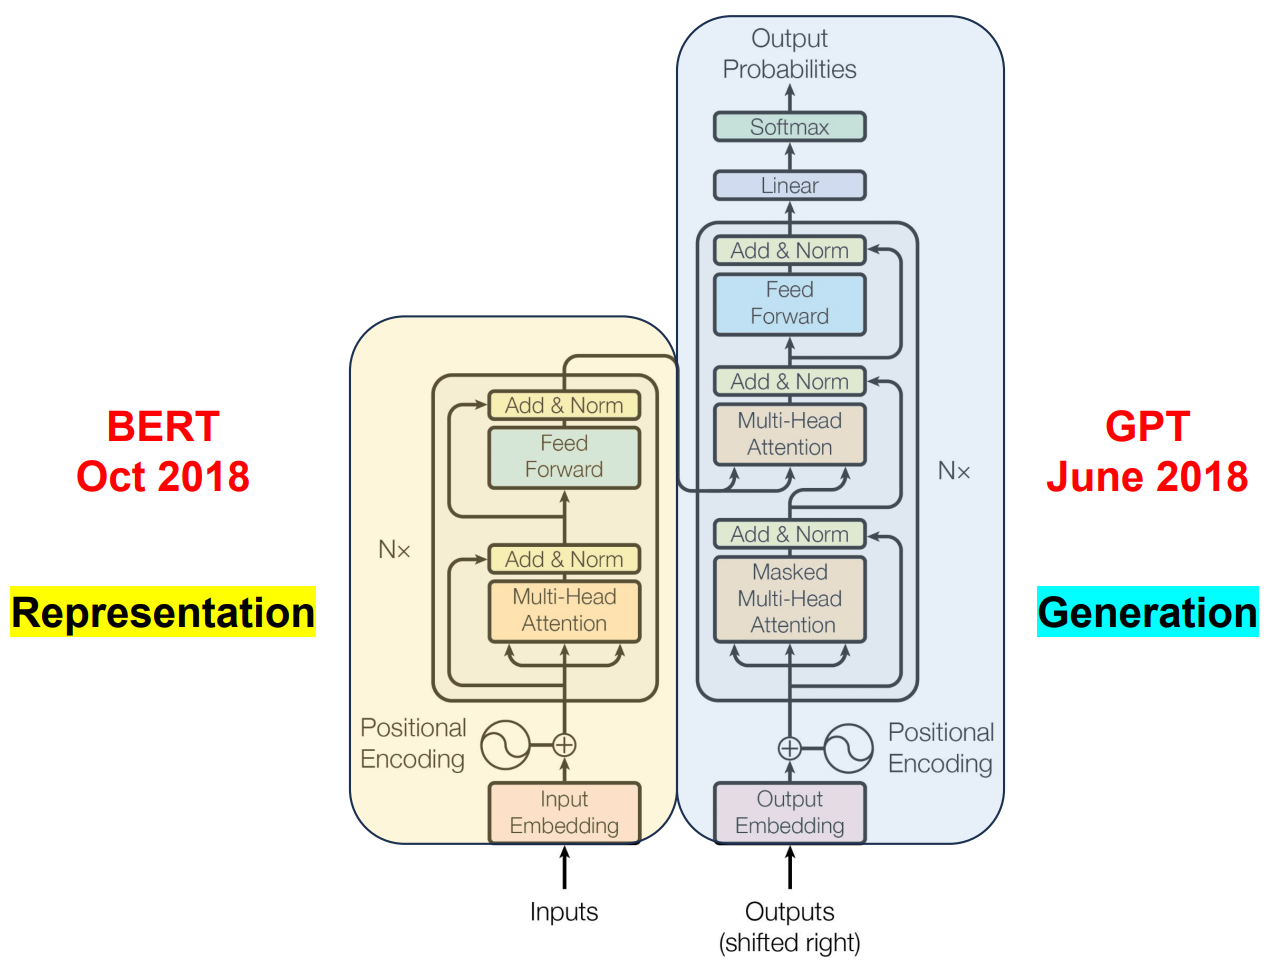 BERT
Oct 2018
Representation
Add & Norm
Feed
Forward
Add & Norm
Multi-Head
Attention
N×
Positional
Encoding
Input
Embedding
Inputs
Output
Probabilities
Softmax
Linear
Add & Norm
Feed
Forward
Add & Norm
Multi-Head
Attention
Add & Norm
Masked
Multi-Head
Attention
N×
Positional
Encoding
Output
Embedding
Outputs
(shifted right)
GPT
June 2018
Generation